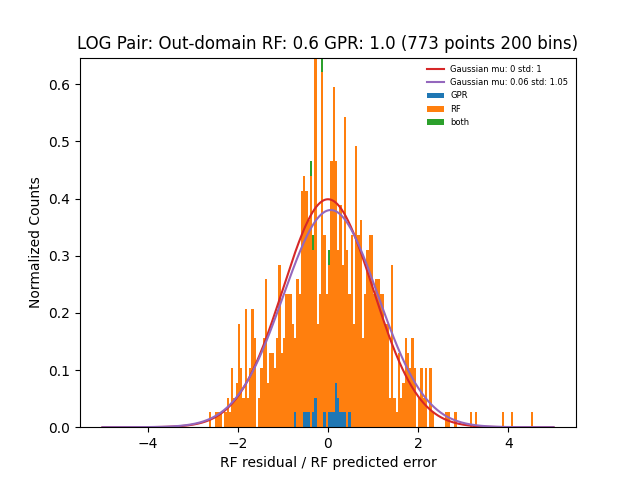 LOG Pair: Out-domain RF: 0.6 GPR: 1.0 (773 points 200 bins)
Gaussian mu: 0 std: 1
Gaussian mu: 0.06 std: 1.05
GPR
RF
both
Normalized Counts
0.6
0.5
0.4
0.3
0.2
0.1
0.0
−4
−2
0
2
4
RF residual / RF predicted error